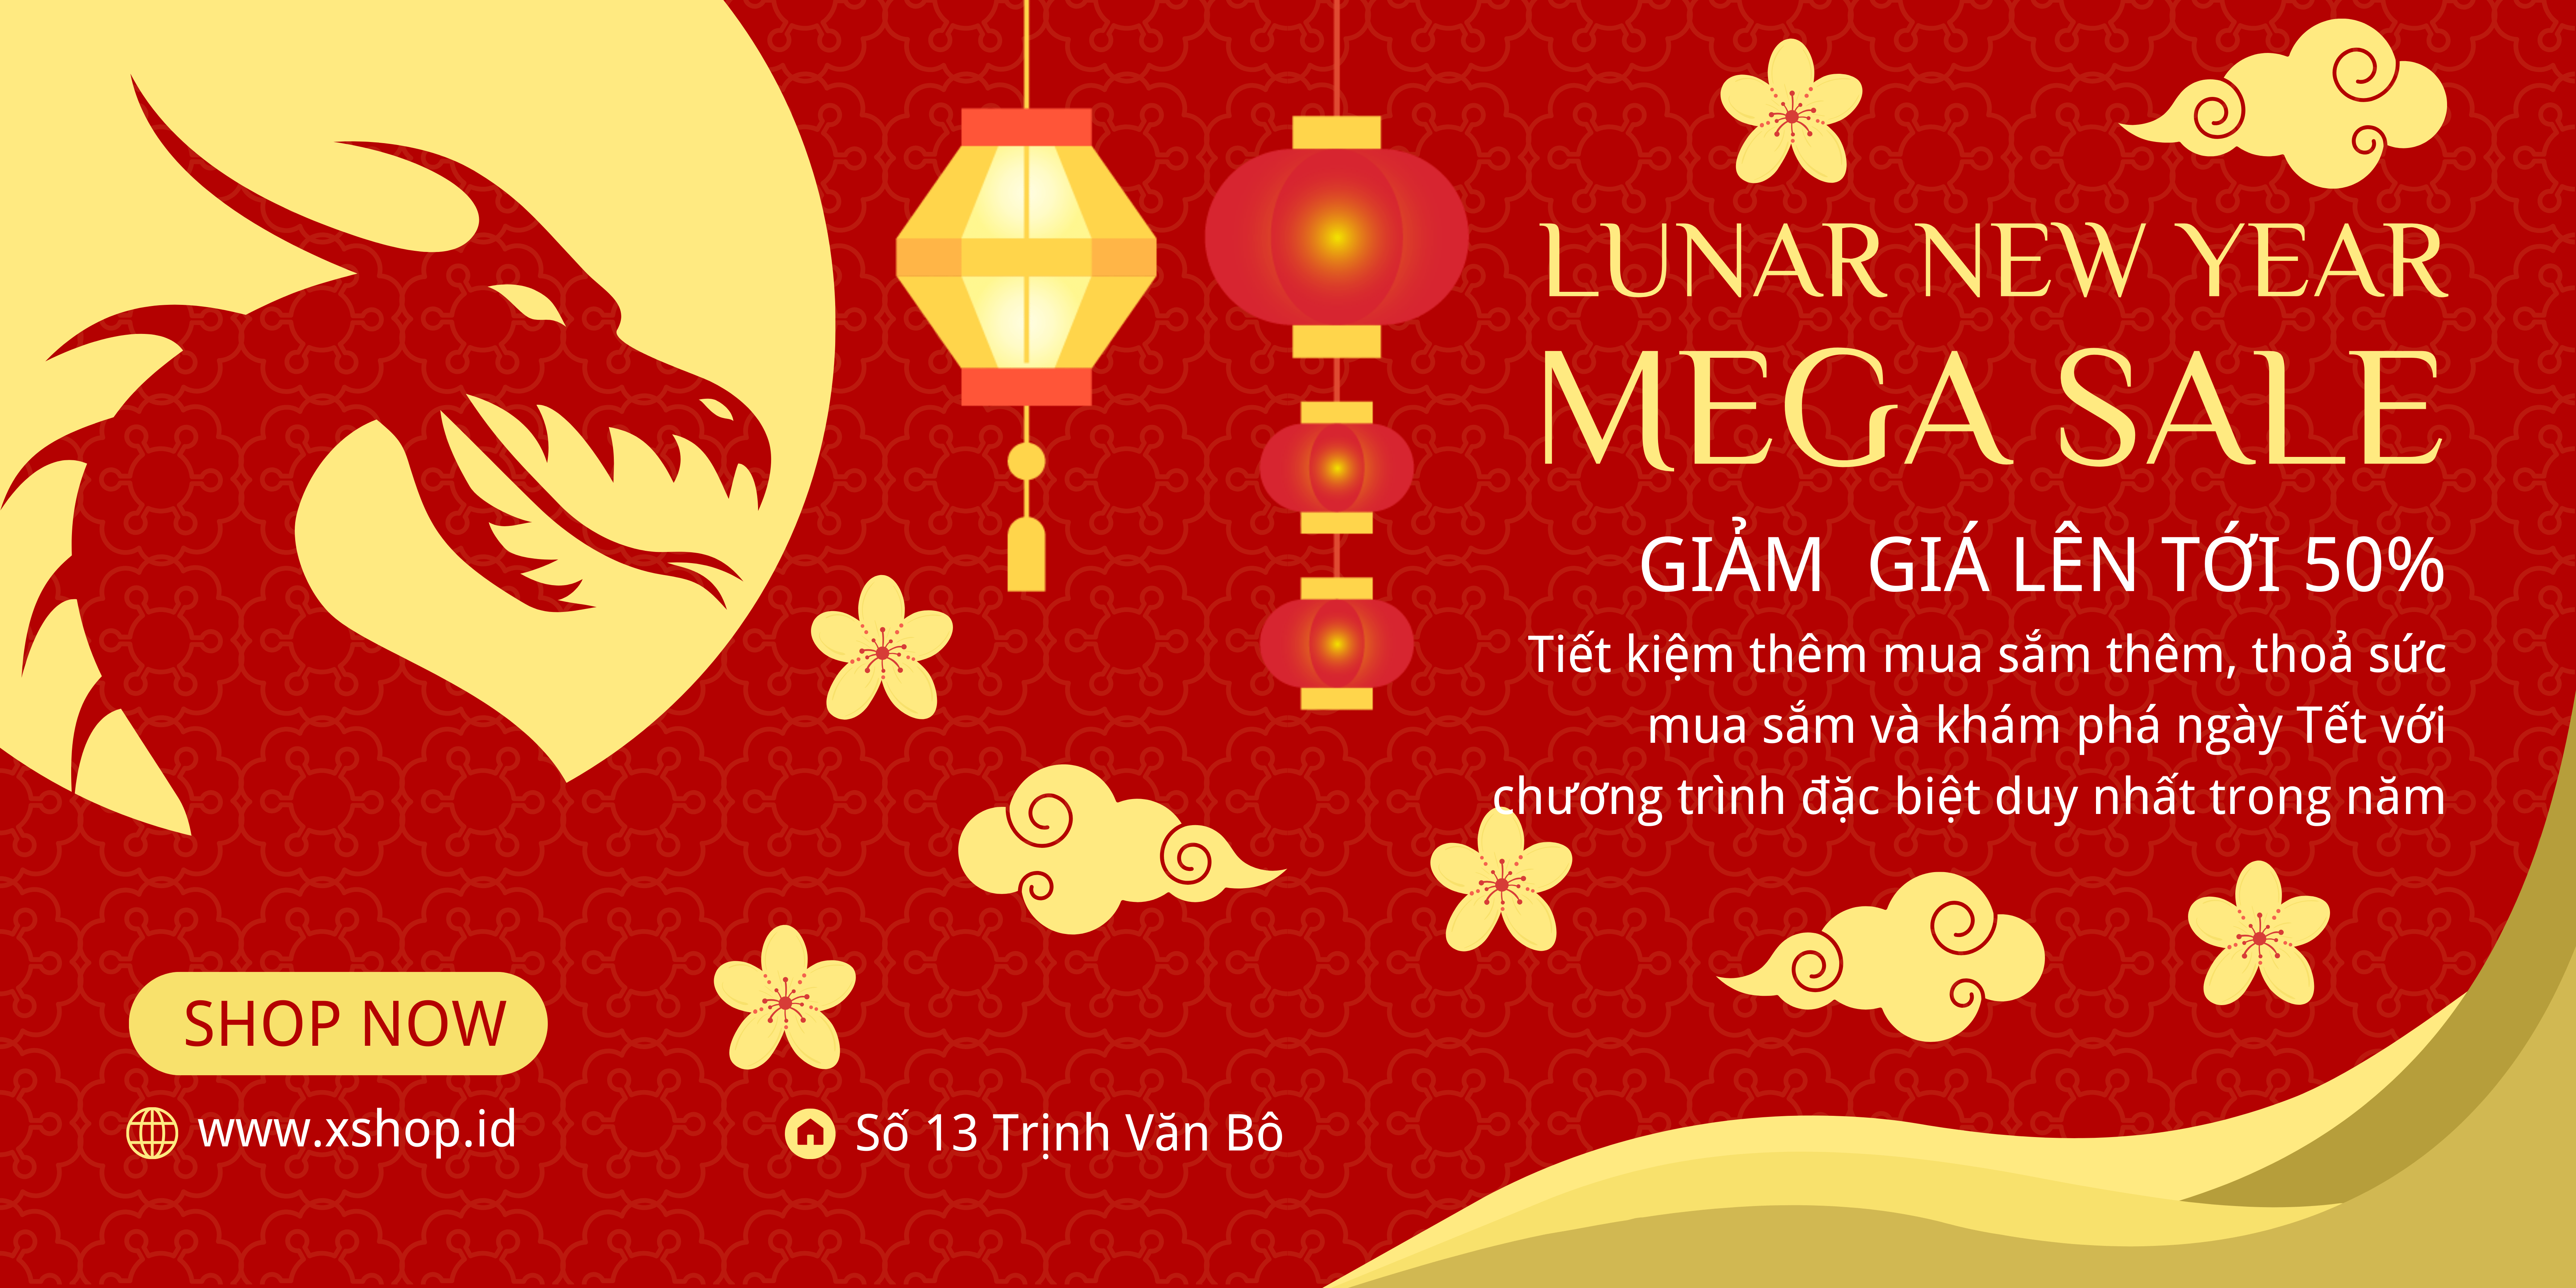 LUNAR NEW YEAR
MEGA SALE
GIẢM GIÁ LÊN TỚI 50%
Tiết kiệm thêm mua sắm thêm, thoả sức
mua sắm và khám phá ngày Tết với
chương trình đặc biệt duy nhất trong năm
SHOP NOW
www.xshop.id
Số 13 Trịnh Văn Bô